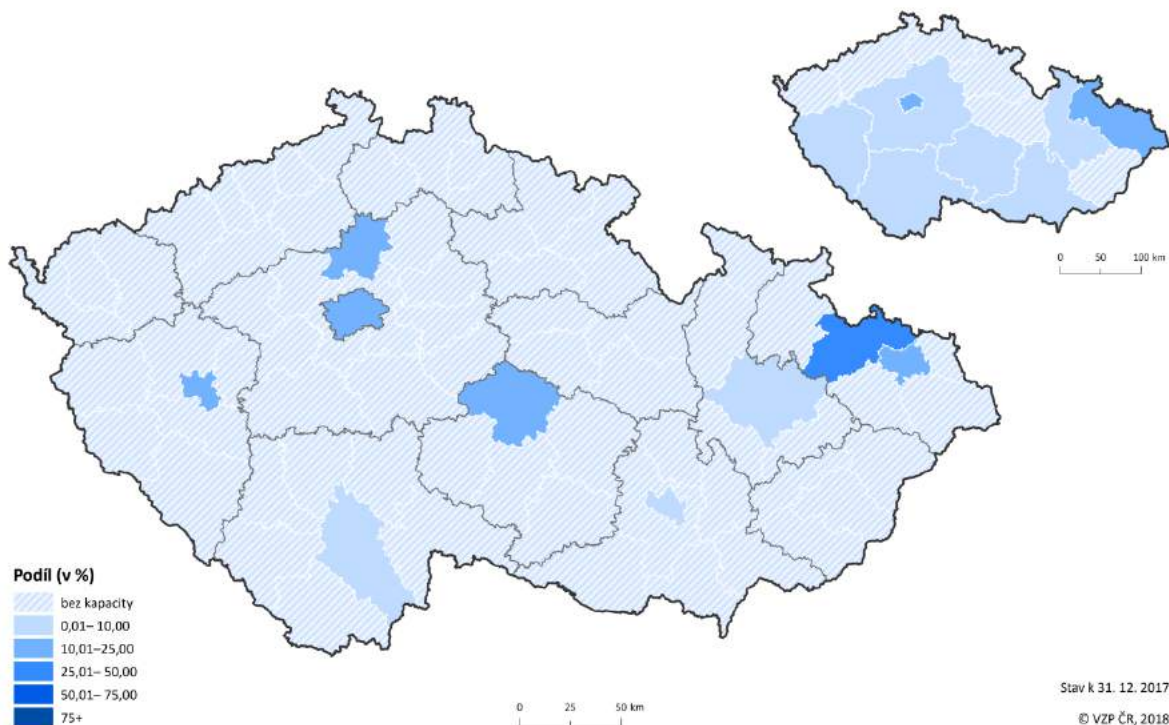 0 50 100 km
Podíl (v %)
bez kapacity
0,01– 10,00
10,01–25,00
25,01– 50,00
50,01– 75,00
75+
0 25 50 km
Stav k 31. 12. 2017
© VZP ČR, 2018